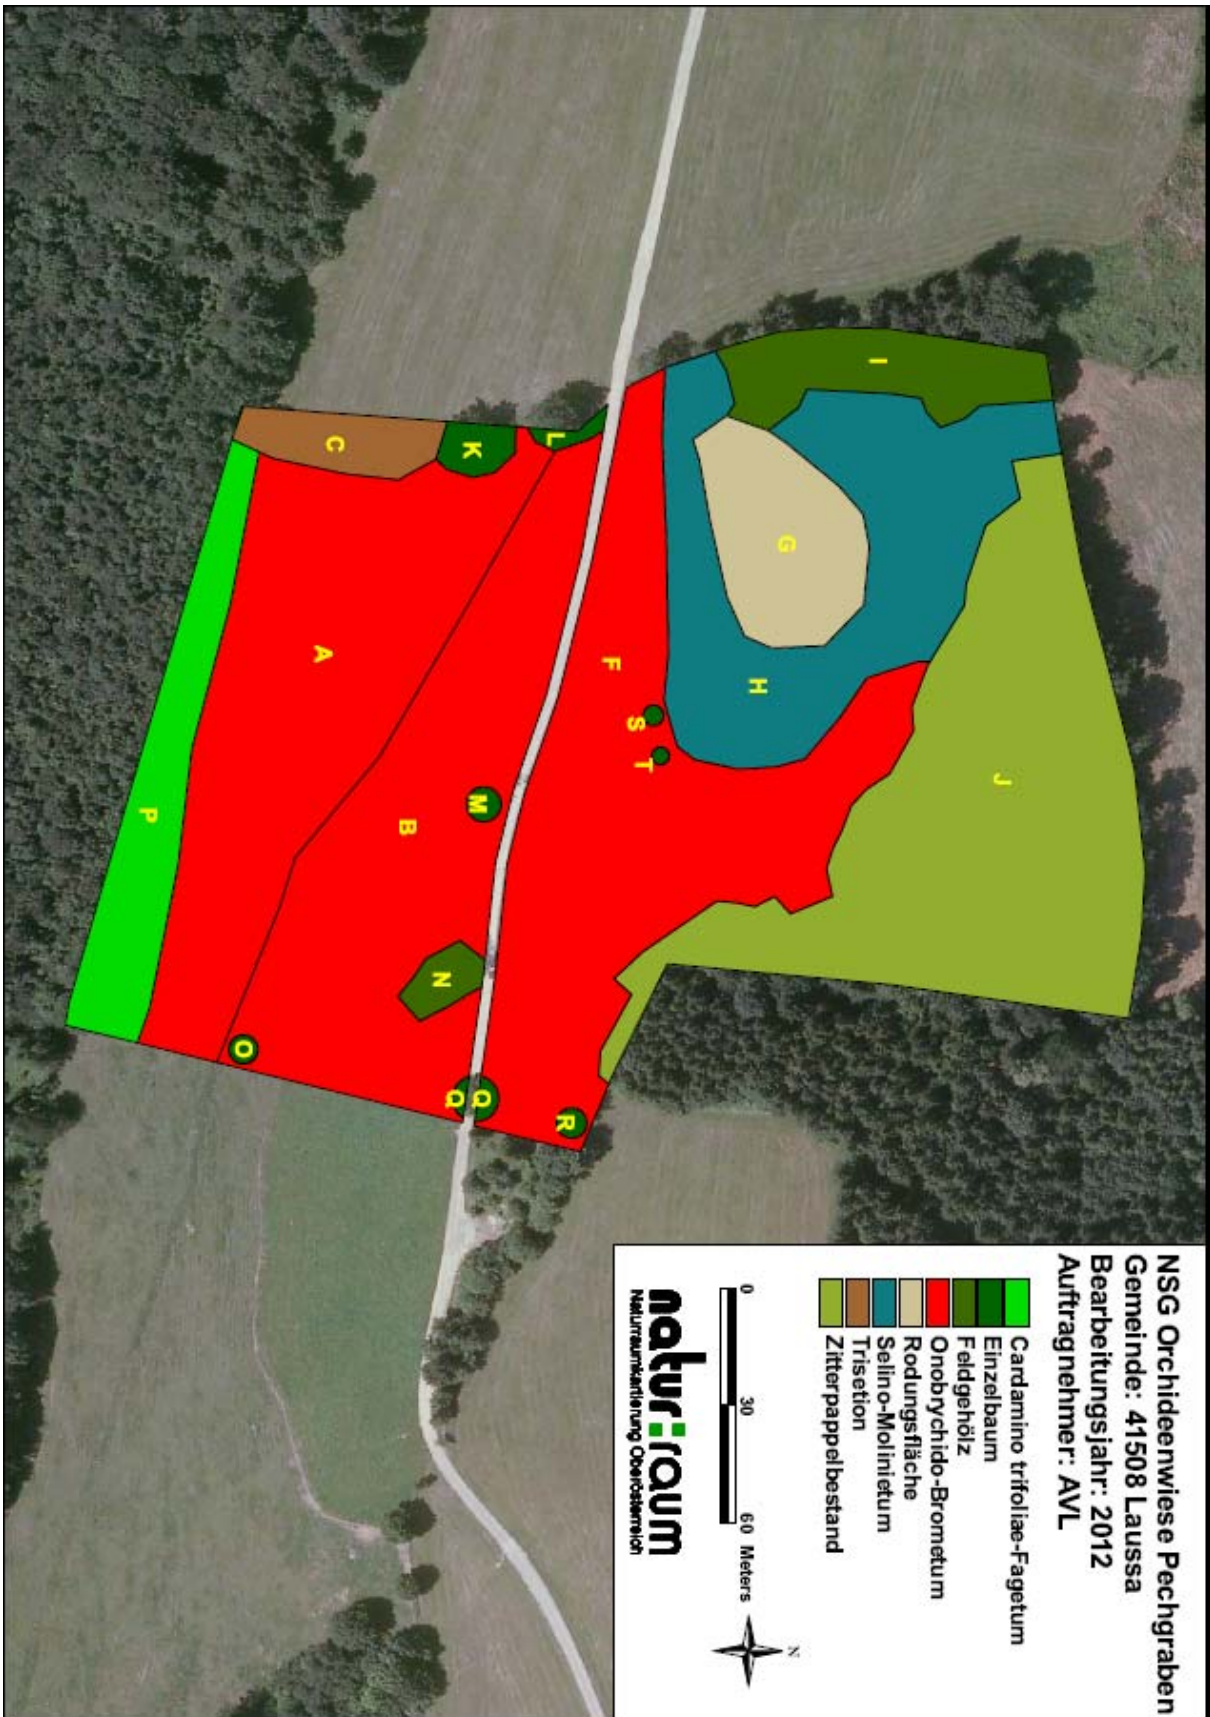 NSG Orchideenwiese Pechgraben
Gemeinde: 41508 Laussa
Bearbeitungsjahr: 2012
Auftragnehmer: AVL
Cardamino trifoliae-Fagetum
Einzelbaum
Feldgehölz
Onobrychido-Brometum
Rodungsfläche
Selino-Molinietum
Trisetion
Zitterpappelbestand
0 30 60 Meters
N
natur:raum
Naturraumkartierung Oberösterreich
I
J
G
H
F
S
T
L
K
C
M
B
A
N
R
Q
Q
O
P